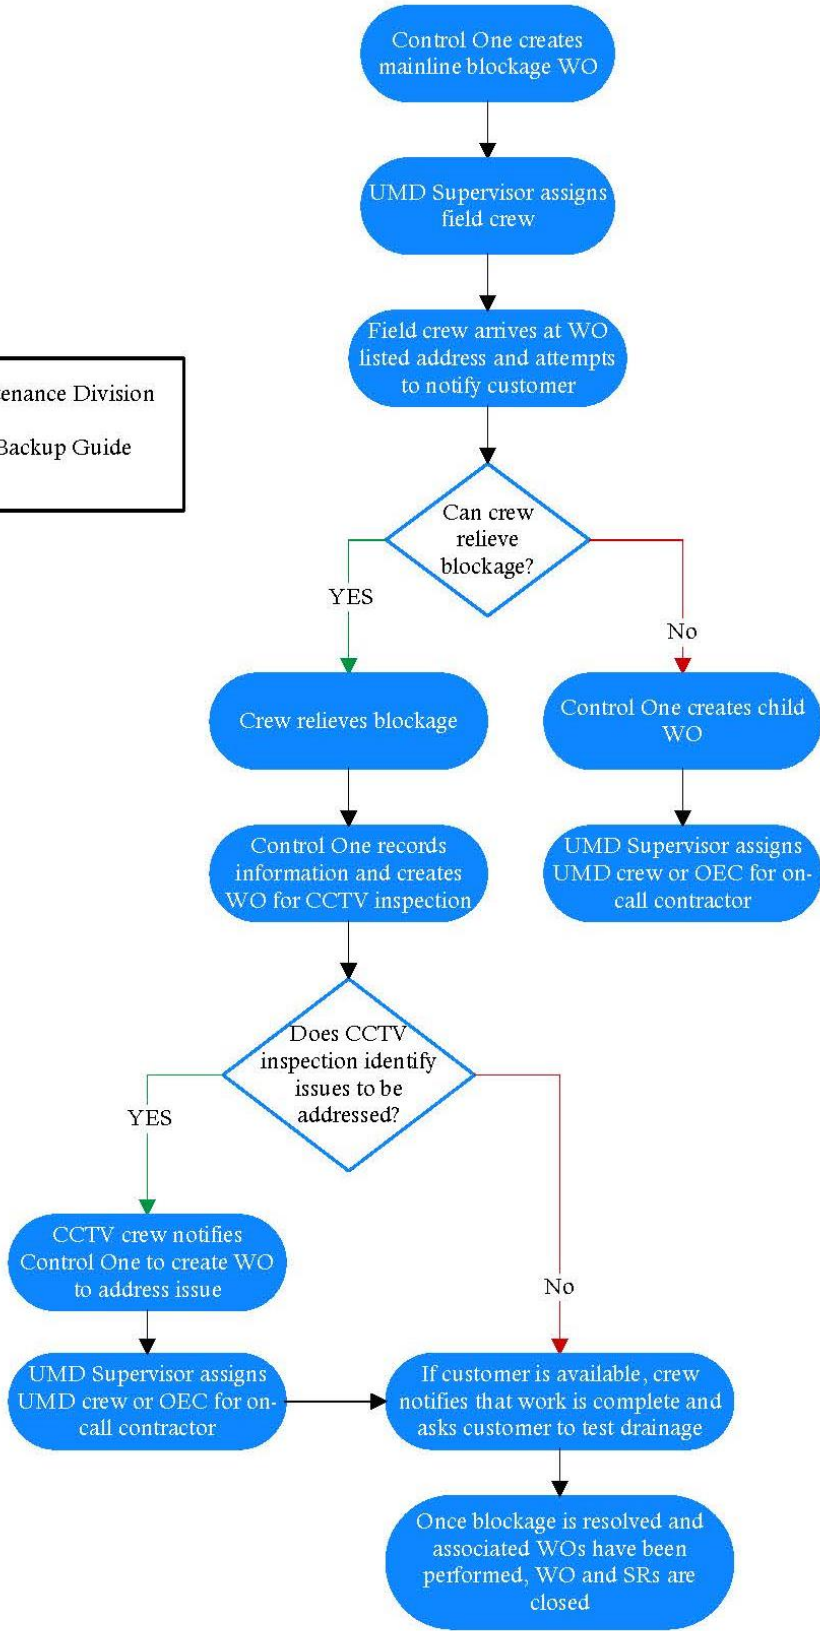 Control One creates
mainline blockage WO
UMD Supervisor assigns
field crew
Field crew arrives at WO
listed address and attempts
to notify customer
tenance Division
Backup Guide
Can crew
relieve
blockage?
YES
No
Crew relieves blockage
Control One creates child
WO
Control One records
information and creates
WO for CCTV inspection
UMD Supervisor assigns
UMD crew or OEC for on-
call contractor
Does CCTV
inspection identify
issues to be
addressed?
YES
No
CCTV crew notifies
Control One to create WO
to address issue
UMD Supervisor assigns
UMD crew or OEC for on-
call contractor
If customer is available, crew
notifies that work is complete and
asks customer to test drainage
Once blockage is resolved and
associated WOs have been
performed, WO and SRs are
closed